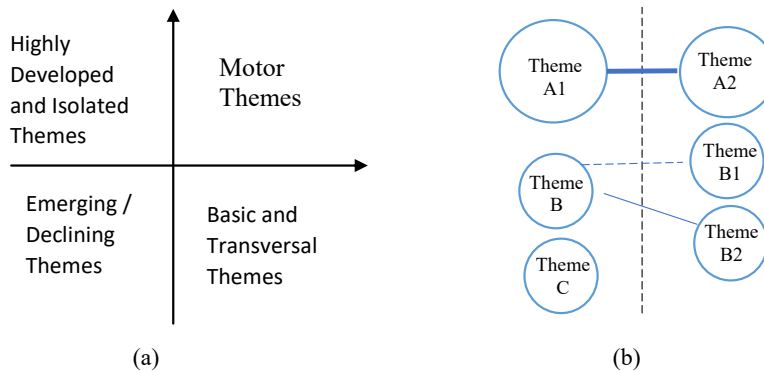 Highly
Developed
and Isolated
Themes
Motor
Themes
Emerging /
Declining
Themes
Basic and
Transversal
Themes
(a)
Theme
A1
Theme
A2
Theme
B
Theme
B1
Theme
B2
Theme
C
(b)